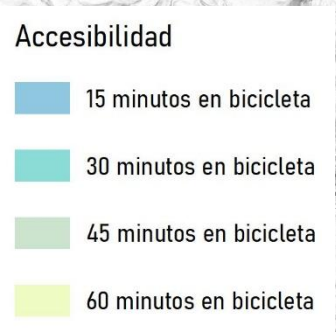 Accesibilidad
15 minutos en bicicleta
30 minutos en bicicleta
45 minutos en bicicleta
60 minutos en bicicleta